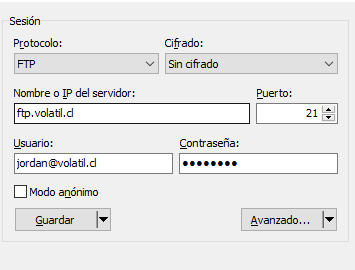 Sesión
Protocolo: Cifrado:
FTP Sin cifrado
Nombre o IP del servidor: Puerto:
ftp.volatil.cl 21
Usuario: Contraseña:
jordan@volatil.cl ••••••••
Modo anónimo
Guardar Avanzado...